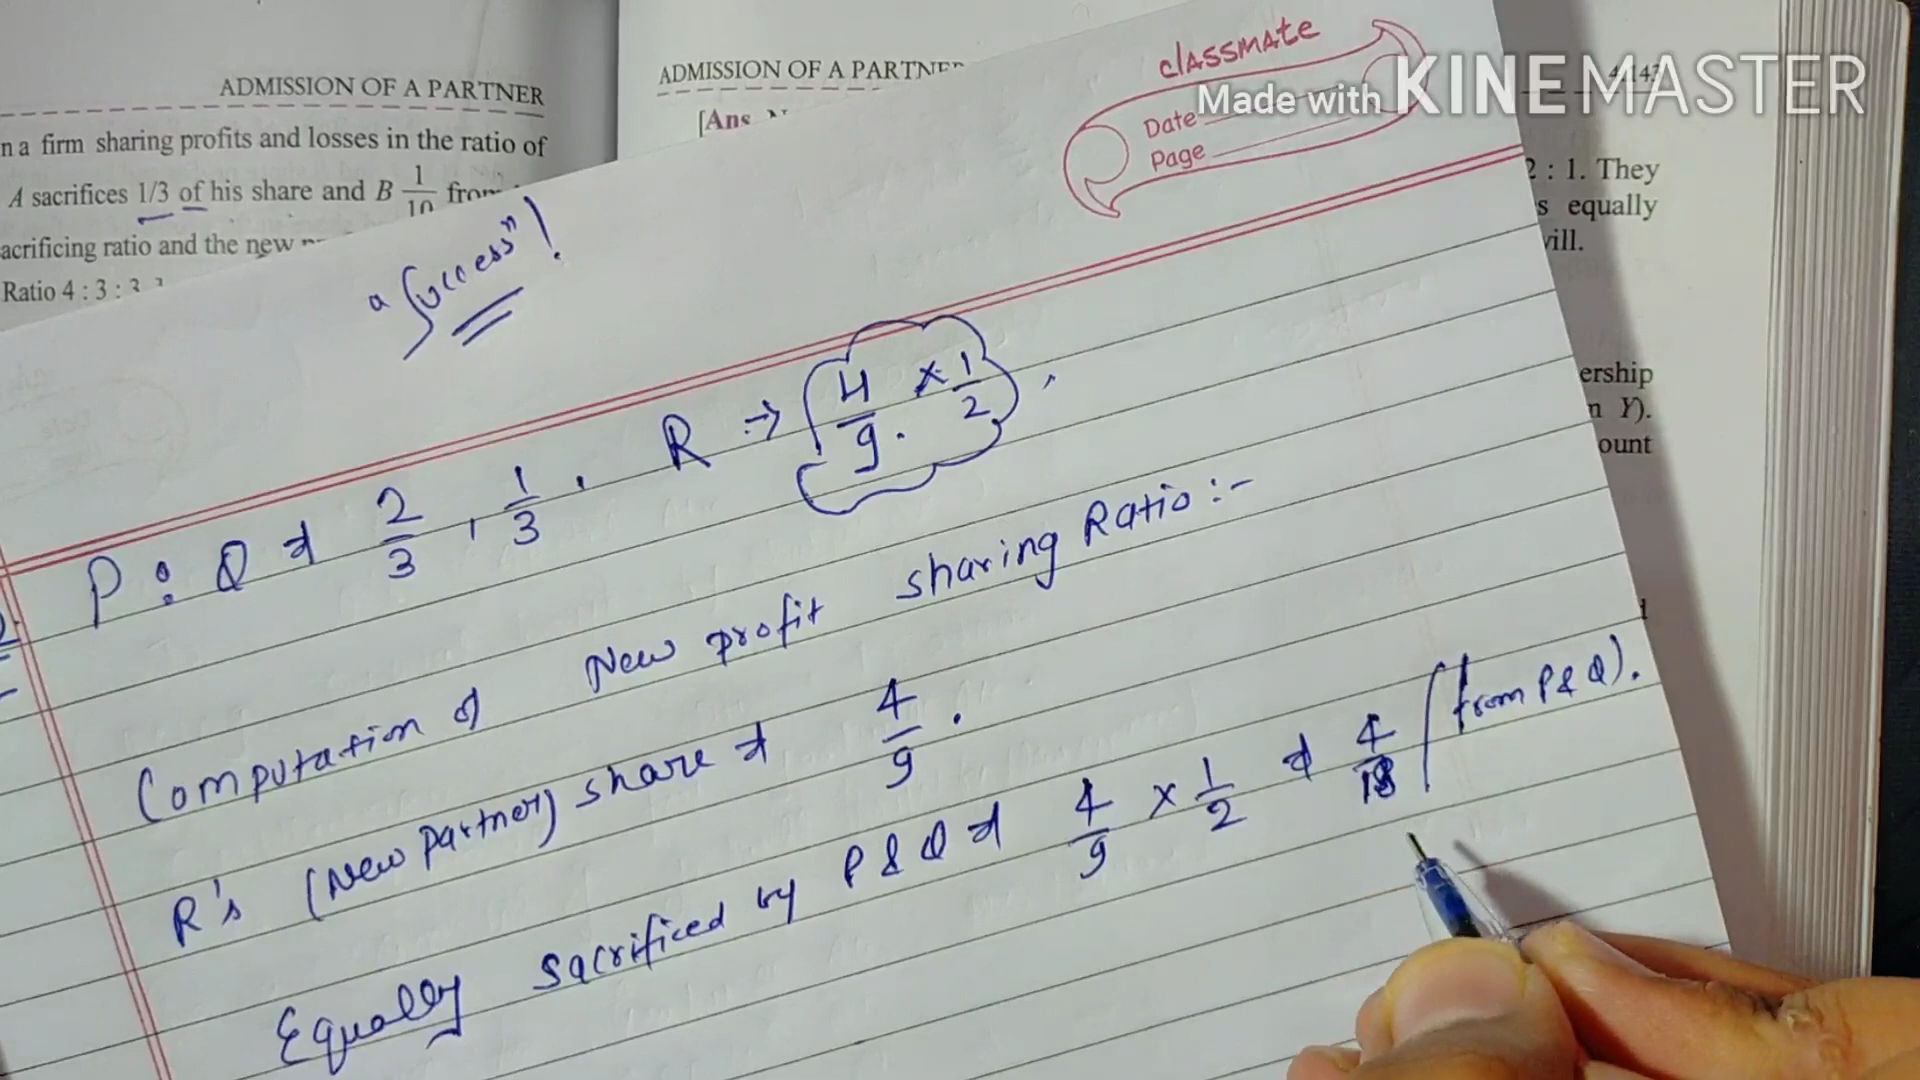 ADMISSION OF A PARTNER
n a firm sharing profits and losses in the ratio of
A sacrifices 1/3 of his share and B 1/10 from
acrificing ratio and the new
Ratio 4 : 3 : 3
ADMISSION OF A PARTNER
[Ans
classmate
Date
Page
Made with KINEMASTER
2 : 1. They
s equally
will.
ership
n Y).
ount
"Success"!
P : Q → 2/3, 1/3. R → 4/9. × 1/2
Computation of New profit sharing Ratio :-
R's (New Partner) share → 4/9.
Equally sacrificed by P & Q → 4/9 × 1/2 → 4/18 (from P & Q).